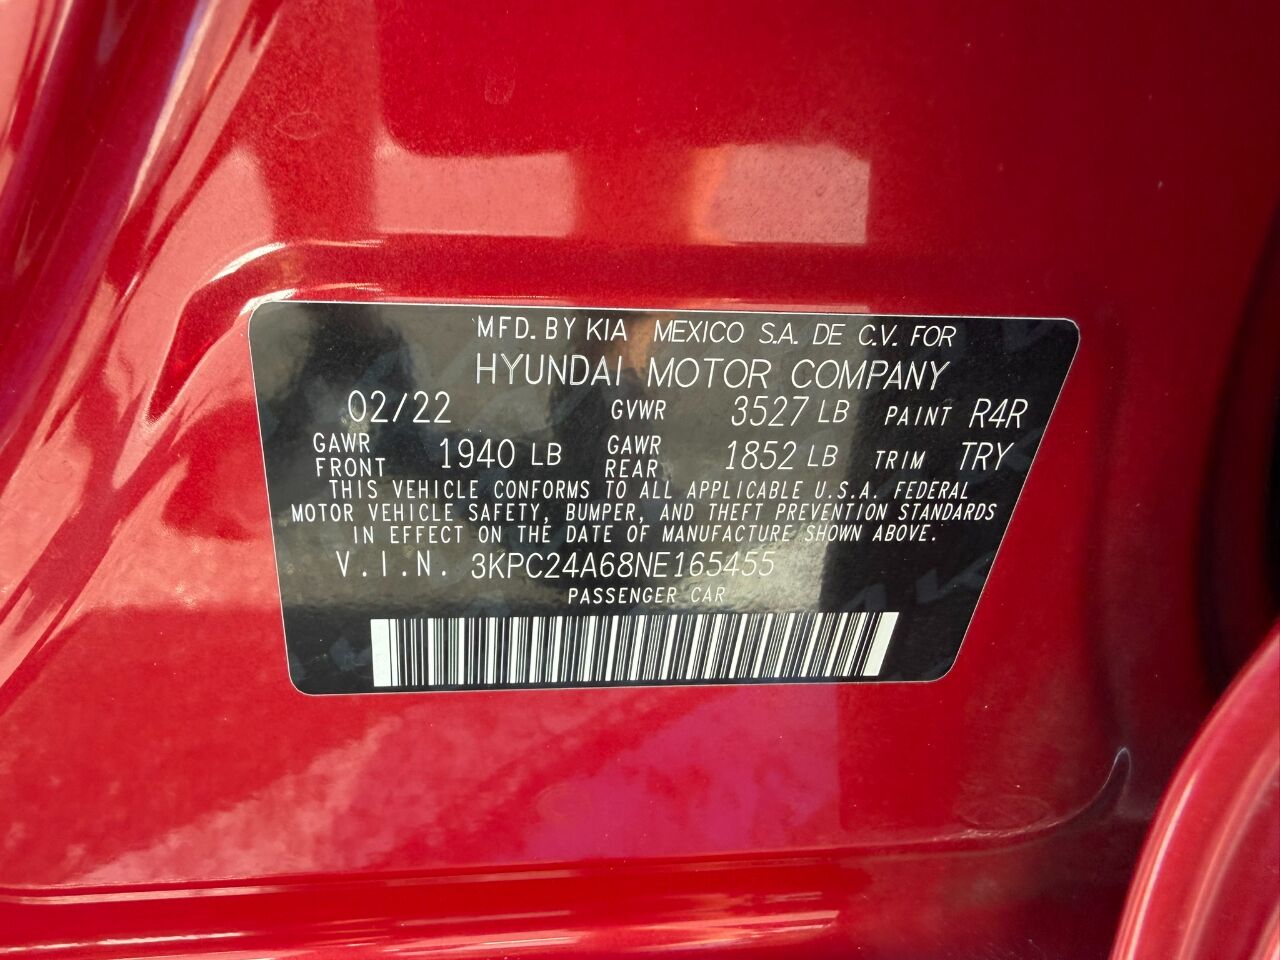 MFD. BY KIA MEXICO S.A. DE C.V. FOR
HYUNDAI MOTOR COMPANY
02/22 GVWR 3527 LB PAINT R4R
GAWR FRONT 1940 LB GAWR REAR 1852 LB TRIM TRY
THIS VEHICLE CONFORMS TO ALL APPLICABLE U.S.A. FEDERAL
MOTOR VEHICLE SAFETY, BUMPER, AND THEFT PREVENTION STANDARDS
IN EFFECT ON THE DATE OF MANUFACTURE SHOWN ABOVE.
V.I.N. 3KPC24A68NE165455
PASSENGER CAR